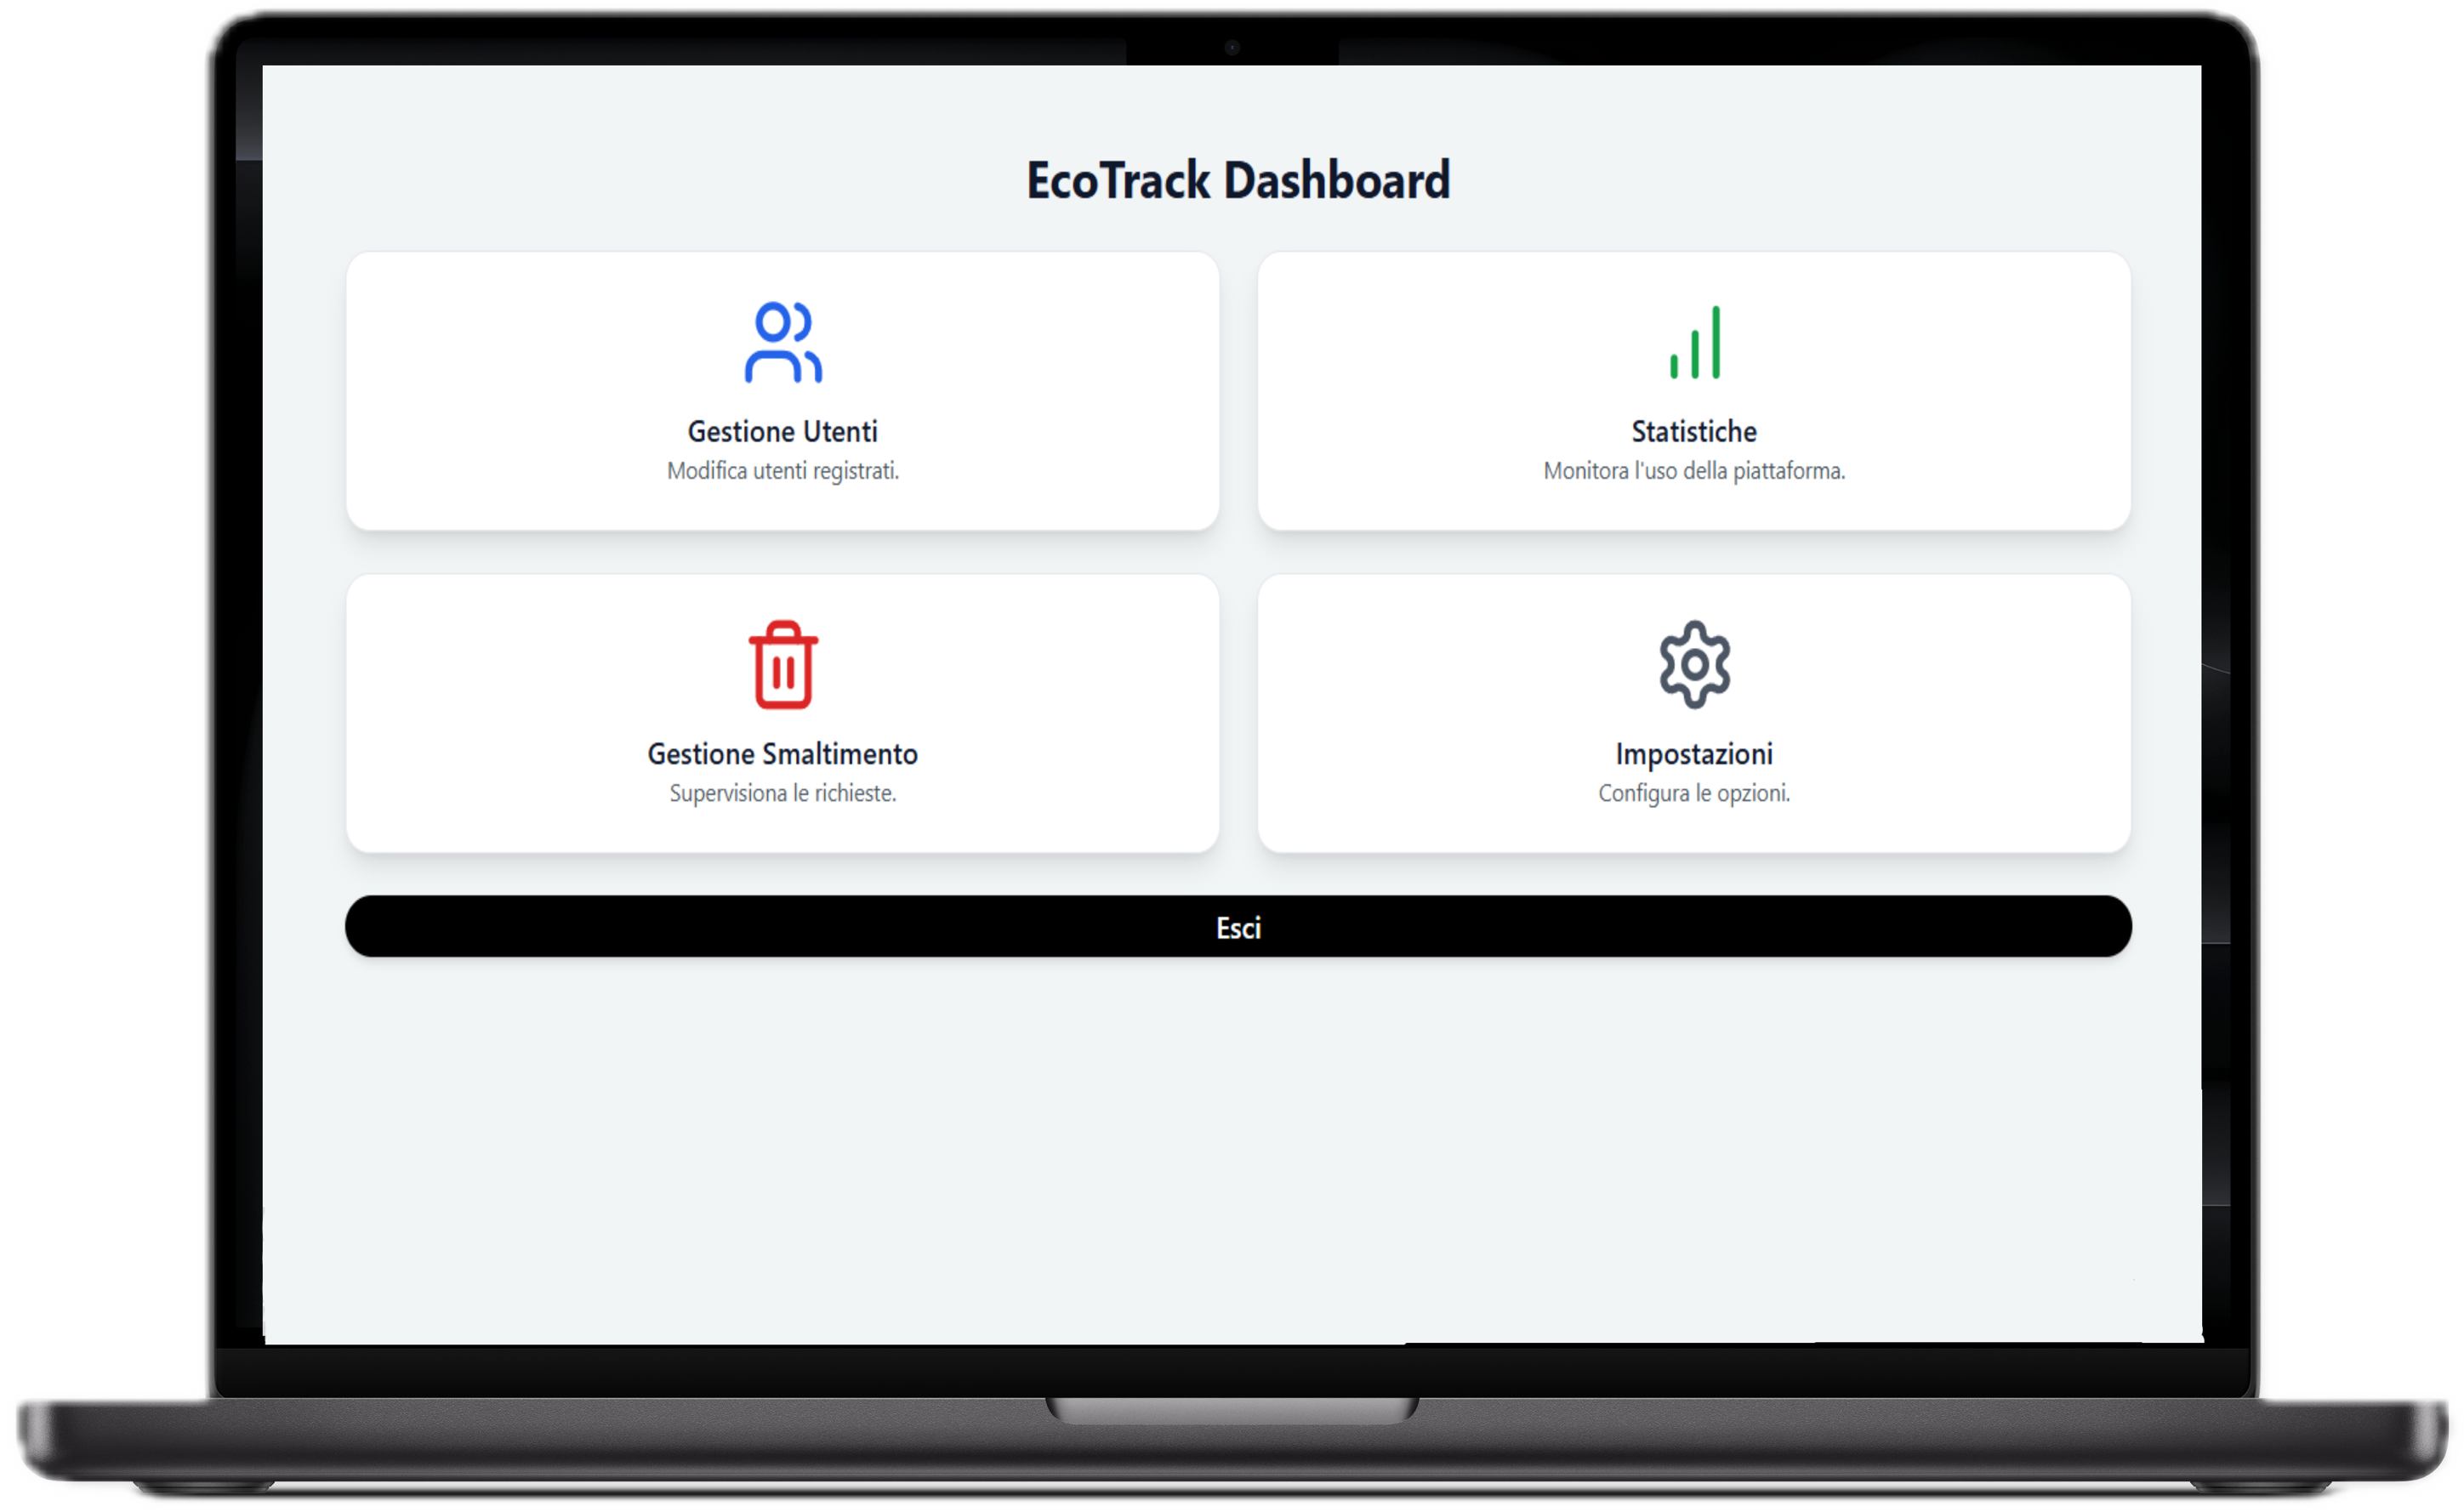 EcoTrack Dashboard
Gestione Utenti
Modifica utenti registrati.
Statistiche
Monitora l'uso della piattaforma.
Gestione Smaltimento
Supervisiona le richieste.
Impostazioni
Configura le opzioni.
Esci